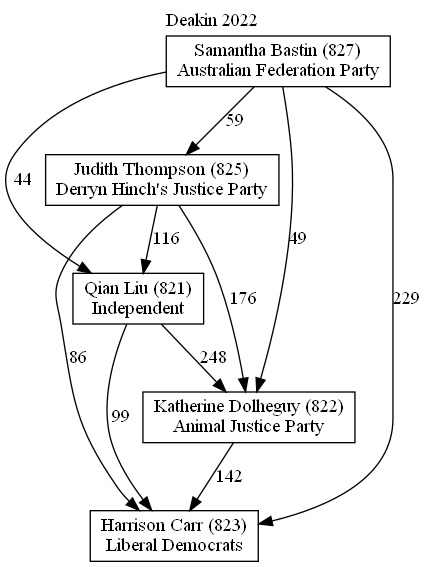 Deakin 2022
Samantha Bastin (827)
Australian Federation Party
59
Judith Thompson (825)
Derryn Hinch's Justice Party
44
116
49
Qian Liu (821)
Independent
176
229
86
248
99
Katherine Dolheguy (822)
Animal Justice Party
142
Harrison Carr (823)
Liberal Democrats